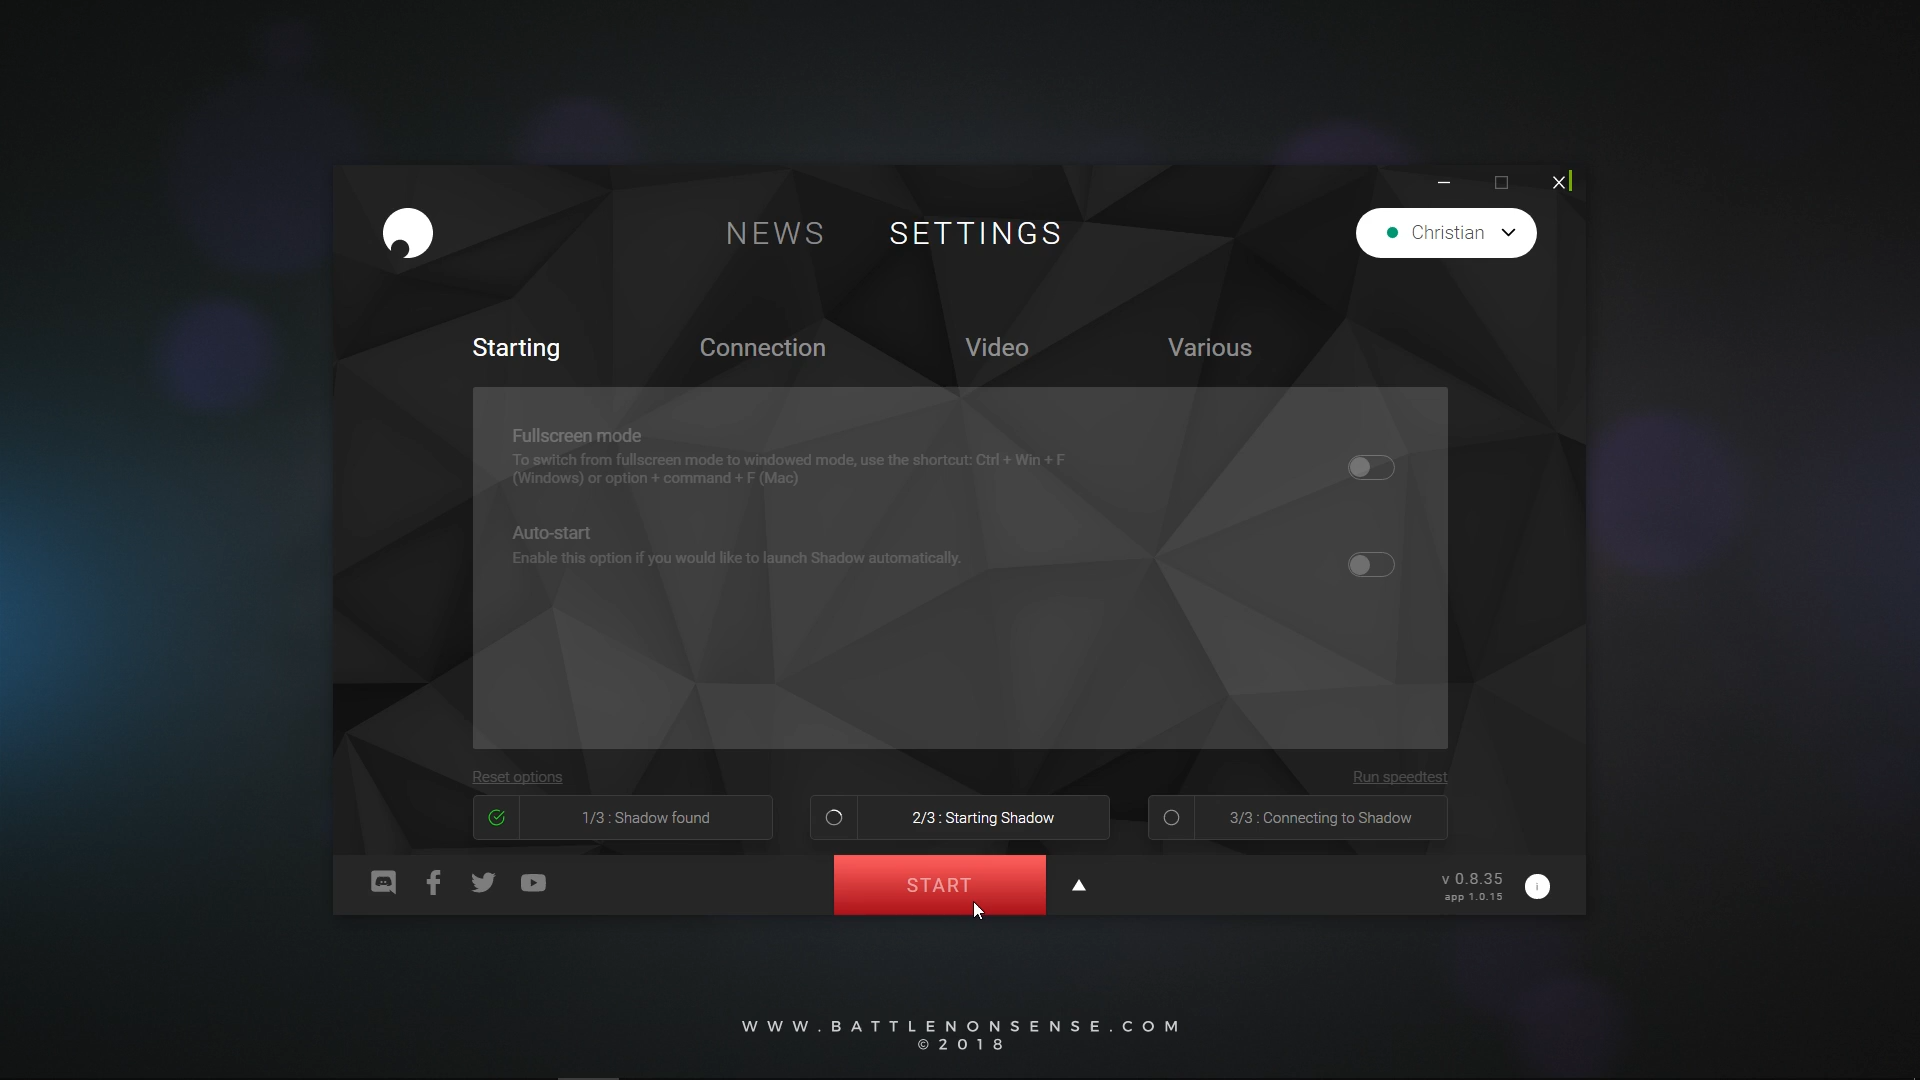 NEWS SETTINGS
Christian
Starting Connection Video Various
Fullscreen mode
To switch from fullscreen mode to windowed mode, use the shortcut: Ctrl + Win + F
(Windows) or option + command + F (Mac)
Auto-start
Enable this option if you would like to launch Shadow automatically.
Reset options Run speedtest
1/3 : Shadow found 2/3 : Starting Shadow 3/3 : Connecting to Shadow
START
v 0.8.35
app 1.0.15
WWW.BATTLENONSENSE.COM
©2018